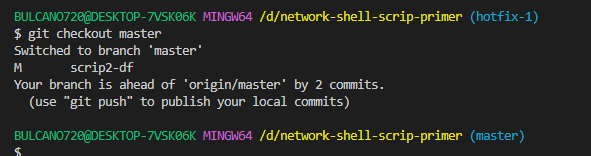 BULCANO720@DESKTOP-7VSK06K MINGW64 /d/network-shell-scrip-primer (hotfix-1)
$ git checkout master
Switched to branch 'master'
M       scrip2-df
Your branch is ahead of 'origin/master' by 2 commits.
  (use "git push" to publish your local commits)
BULCANO720@DESKTOP-7VSK06K MINGW64 /d/network-shell-scrip-primer (master)
$